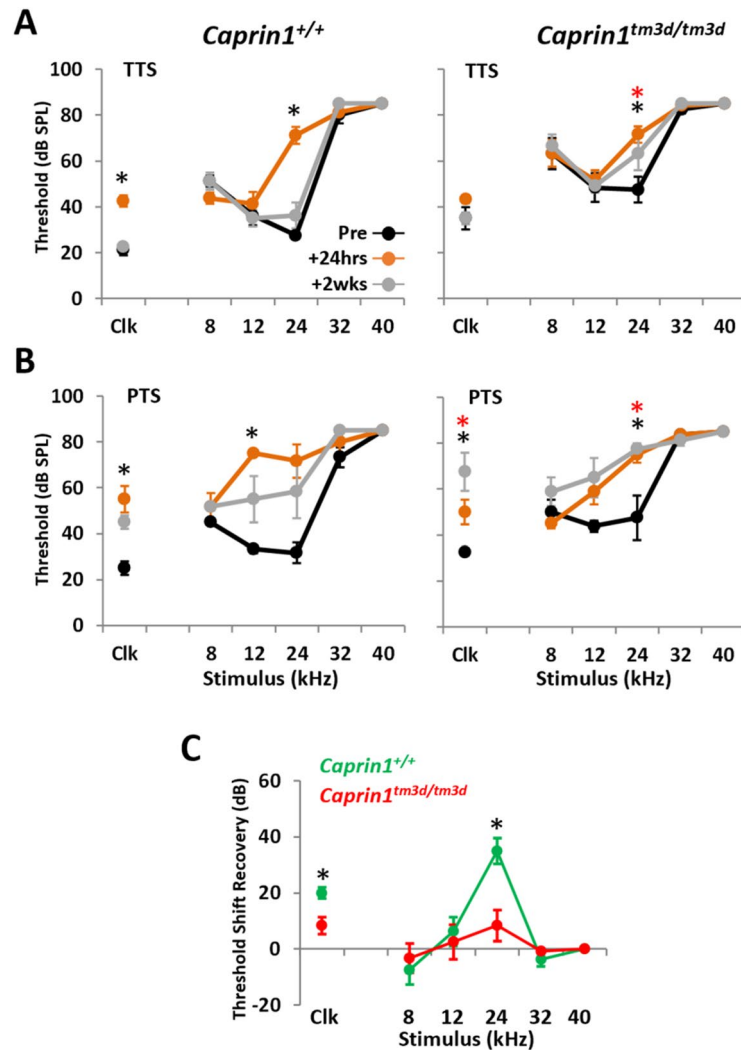 A
Caprin1+/+
Caprin1tm3d/tm3d
100
80
60
40
20
0
Threshold (dB SPL)
TTS
*
*
Pre
+24hrs
+2wks
Clk
8
12
24
32
40
TTS
*
*
Clk
8
12
24
32
40
B
100
80
60
40
20
0
Threshold (dB SPL)
PTS
*
*
Clk
8
12
24
32
40
Stimulus (kHz)
PTS
*
*
*
*
Clk
8
12
24
32
40
Stimulus (kHz)
C
Caprin1+/+
Caprin1tm3d/tm3d
60
40
20
0
-20
Threshold Shift Recovery (dB)
*
*
Clk
8
12
24
32
40
Stimulus (kHz)